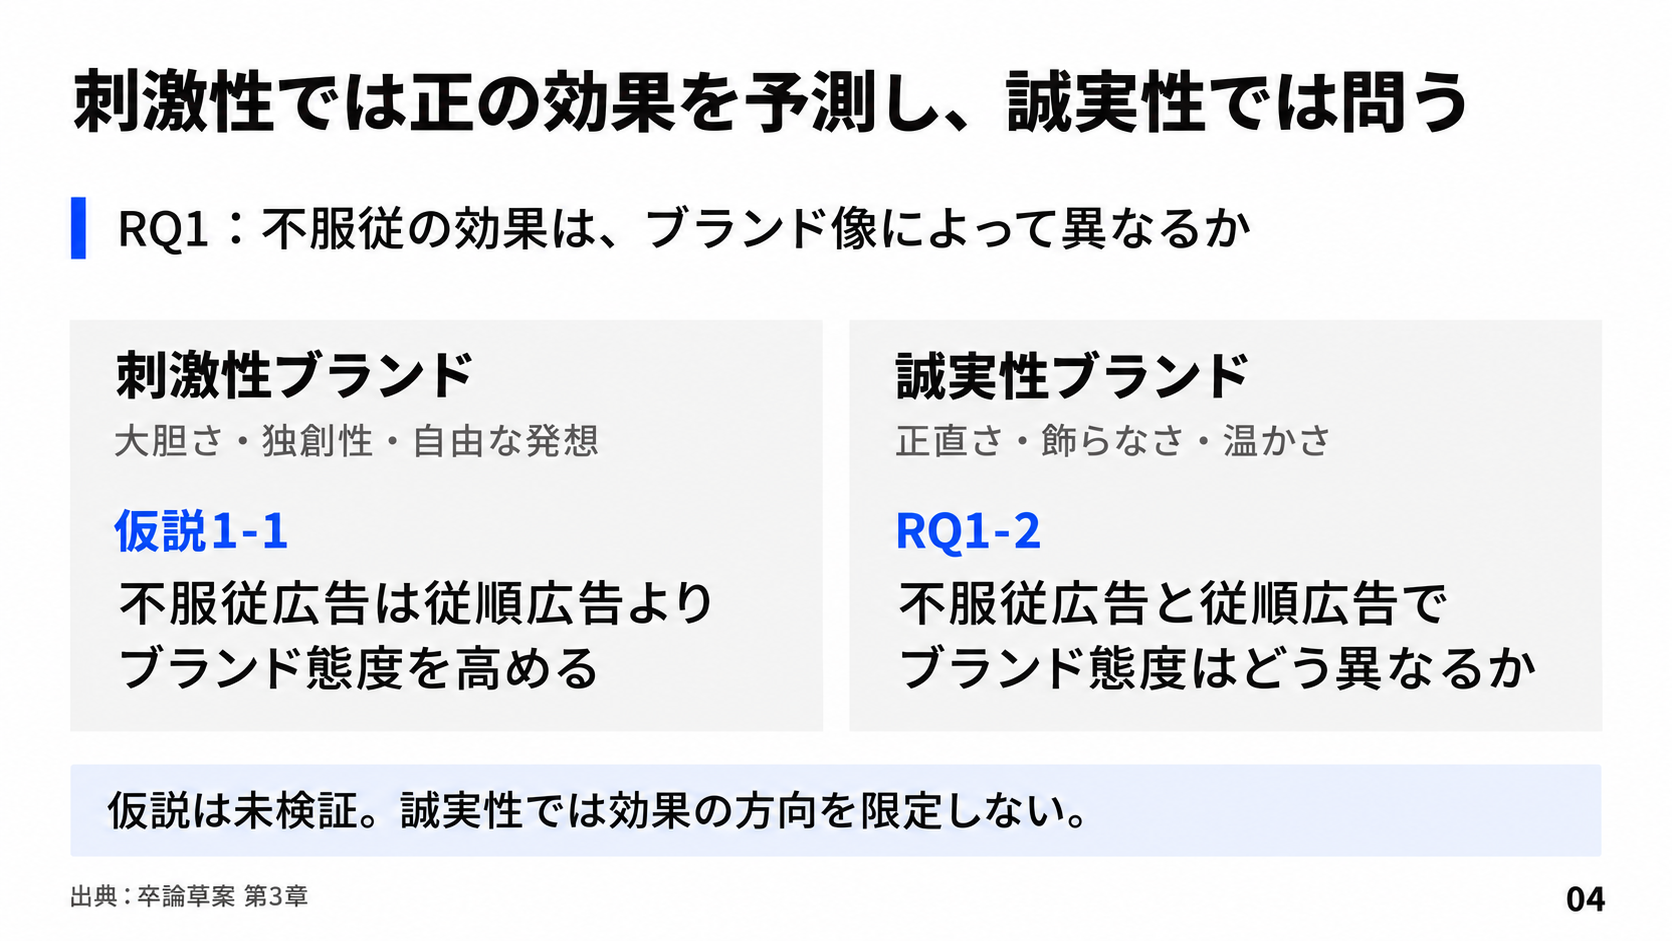 刺激性では正の効果を予測し、誠実性では問う
RQ1：不服従の効果は、ブランド像によって異なるか
刺激性ブランド
大胆さ・独創性・自由な発想
仮説1-1
不服従広告は従順広告より
ブランド態度を高める
誠実性ブランド
正直さ・飾らなさ・温かさ
RQ1-2
不服従広告と従順広告で
ブランド態度はどう異なるか
仮説は未検証。誠実性では効果の方向を限定しない。
出典：卒論草案 第3章
04